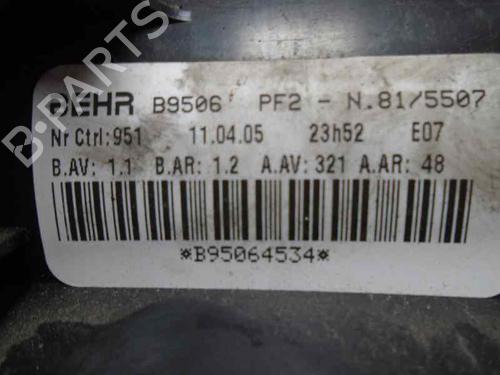 BEHR B9506 PF2 - N.81/5507
Nr Ctrl:951 11.04.05 23h52 E07
B.AV: 1.1 B.AR: 1.2 A.AV: 321 A.AR: 48
*B95064534*
B-PARTS